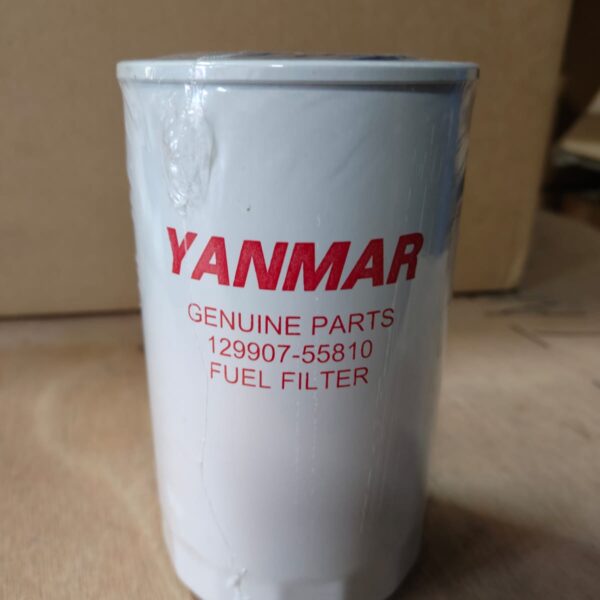 YANMAR
GENUINE PARTS
129907-55810
FUEL FILTER